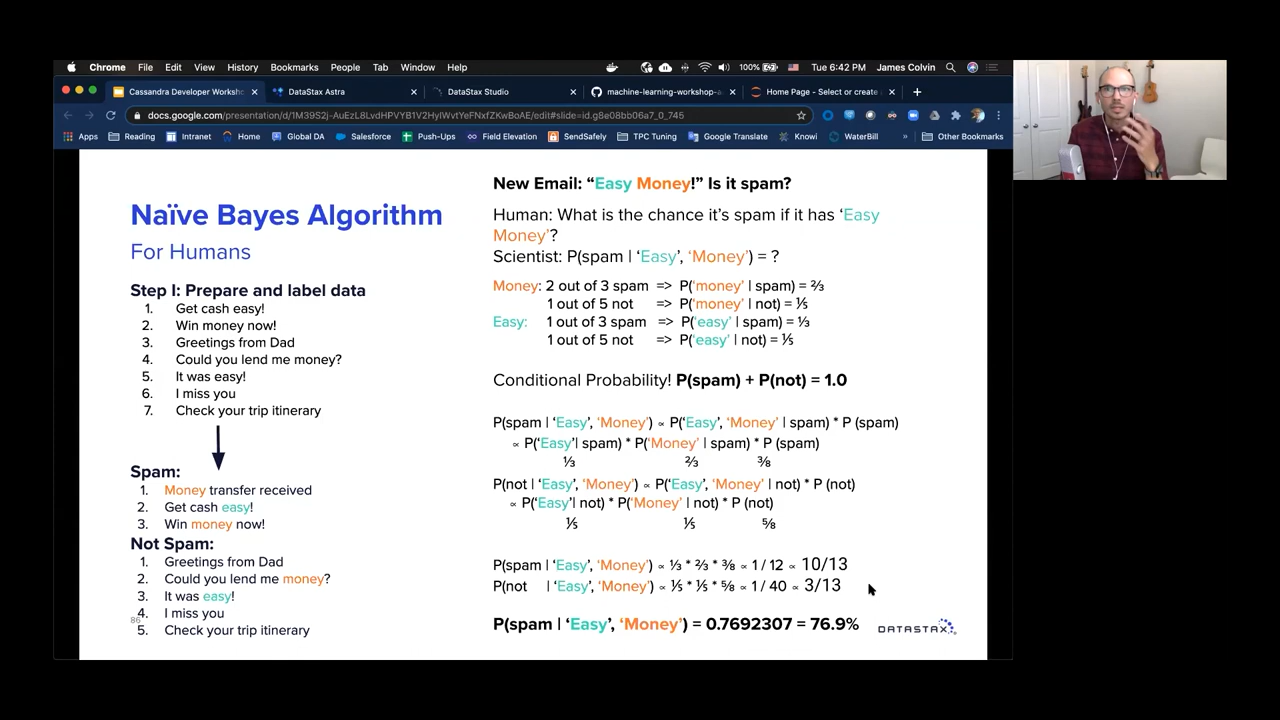 Chrome File Edit View History Bookmarks People Tab Window Help 100% Tue 6:42 PM James Colvin
Cassandra Developer Worksh DataStax Astra DataStax Studio machine-learning-workshop-a Home Page - Select or create
docs.google.com/presentation/d/1M39S2j-AuEzL8LvdHPVYB1V2HyIWvtYeFNxfZKwBoAE/edit#slide=id.g8e08bb06a7_0_745
Apps Reading Intranet Home Global DA Salesforce Push-Ups Field Elevation SendSafely TPC Tuning Google Translate Knowi WaterBill » Other Bookmarks
Naïve Bayes Algorithm
For Humans
Step I: Prepare and label data
1. Get cash easy!
2. Win money now!
3. Greetings from Dad
4. Could you lend me money?
5. It was easy!
6. I miss you
7. Check your trip itinerary
Spam:
1. Money transfer received
2. Get cash easy!
3. Win money now!
Not Spam:
1. Greetings from Dad
2. Could you lend me money?
3. It was easy!
4. I miss you
5. Check your trip itinerary
86
New Email: “Easy Money!” Is it spam?
Human: What is the chance it’s spam if it has ‘Easy
Money’?
Scientist: P(spam | ‘Easy’, ‘Money’) = ?
Money: 2 out of 3 spam => P(‘money’ | spam) = ⅔
1 out of 5 not => P(‘money’ | not) = ⅕
Easy: 1 out of 3 spam => P(‘easy’ | spam) = ⅓
1 out of 5 not => P(‘easy’ | not) = ⅕
Conditional Probability! P(spam) + P(not) = 1.0
P(spam | ‘Easy’, ‘Money’) ∝ P(‘Easy’, ‘Money’ | spam) * P (spam)
∝ P(‘Easy’| spam) * P(‘Money’ | spam) * P (spam)
⅓ ⅔ ⅜
P(not | ‘Easy’, ‘Money’) ∝ P(‘Easy’, ‘Money’ | not) * P (not)
∝ P(‘Easy’| not) * P(‘Money’ | not) * P (not)
⅕ ⅕ ⅝
P(spam | ‘Easy’, ‘Money’) ∝ ⅓ * ⅔ * ⅜ ∝ 1 / 12 ∝ 10/13
P(not | ‘Easy’, ‘Money’) ∝ ⅕ * ⅕ * ⅝ ∝ 1 / 40 ∝ 3/13
P(spam | ‘Easy’, ‘Money’) = 0.7692307 = 76.9%
DATASTAX